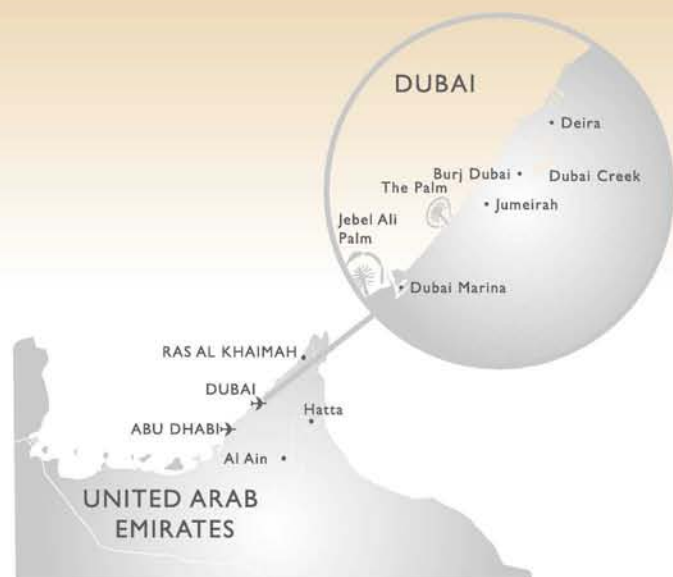 DUBAI
Deira
Burj Dubai
Dubai Creek
The Palm
Jumeirah
Jebel Ali
Palm
Dubai Marina
RAS AL KHAIMAH
DUBAI
Hatta
ABU DHABI
Al Ain
UNITED ARAB
EMIRATES